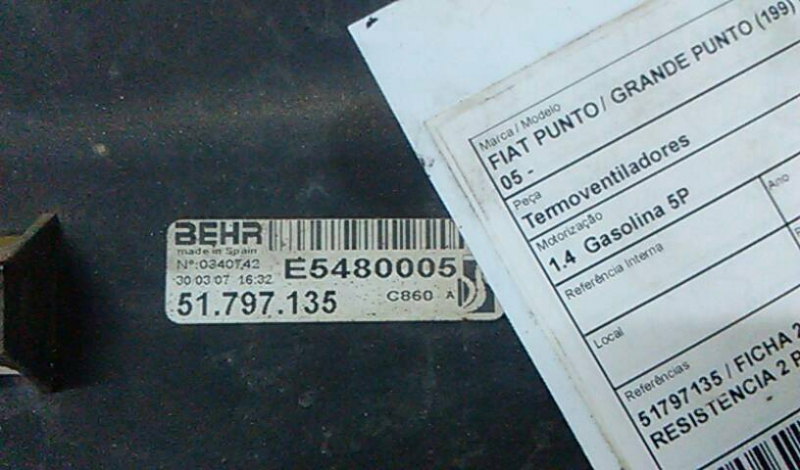 BEHR
made in Spain
Nº:0340742
30/03/07 16:32
E5480005
51.797.135
C860 A
Marca / Modelo
FIAT PUNTO / GRANDE PUNTO (199)
05 -
Peça
Termoventiladores
Motorização
1.4 Gasolina 5P
Ano
Referência Interna
Local
Referências
51797135 / FICHA 2
RESISTENCIA 2